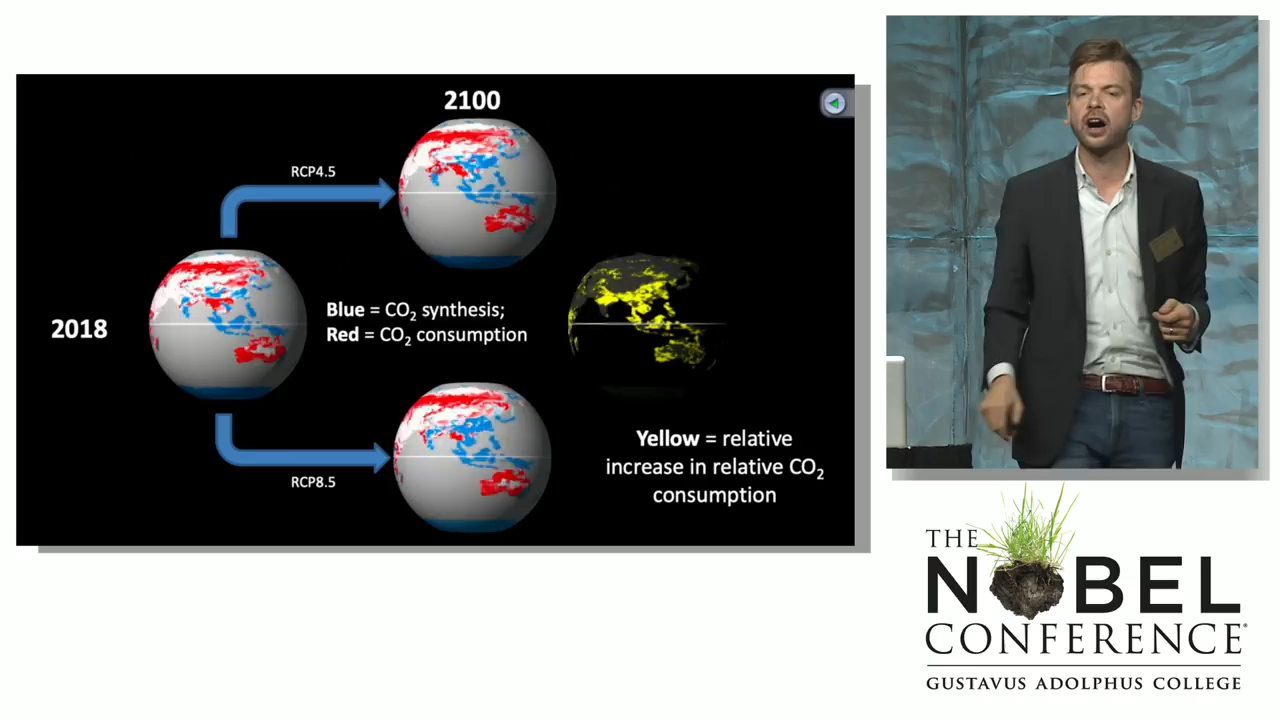 2100
RCP4.5
2018
Blue = CO₂ synthesis;
Red = CO₂ consumption
RCP8.5
Yellow = relative
increase in relative CO₂
consumption
THE
NOBEL
CONFERENCE®
GUSTAVUS ADOLPHUS COLLEGE